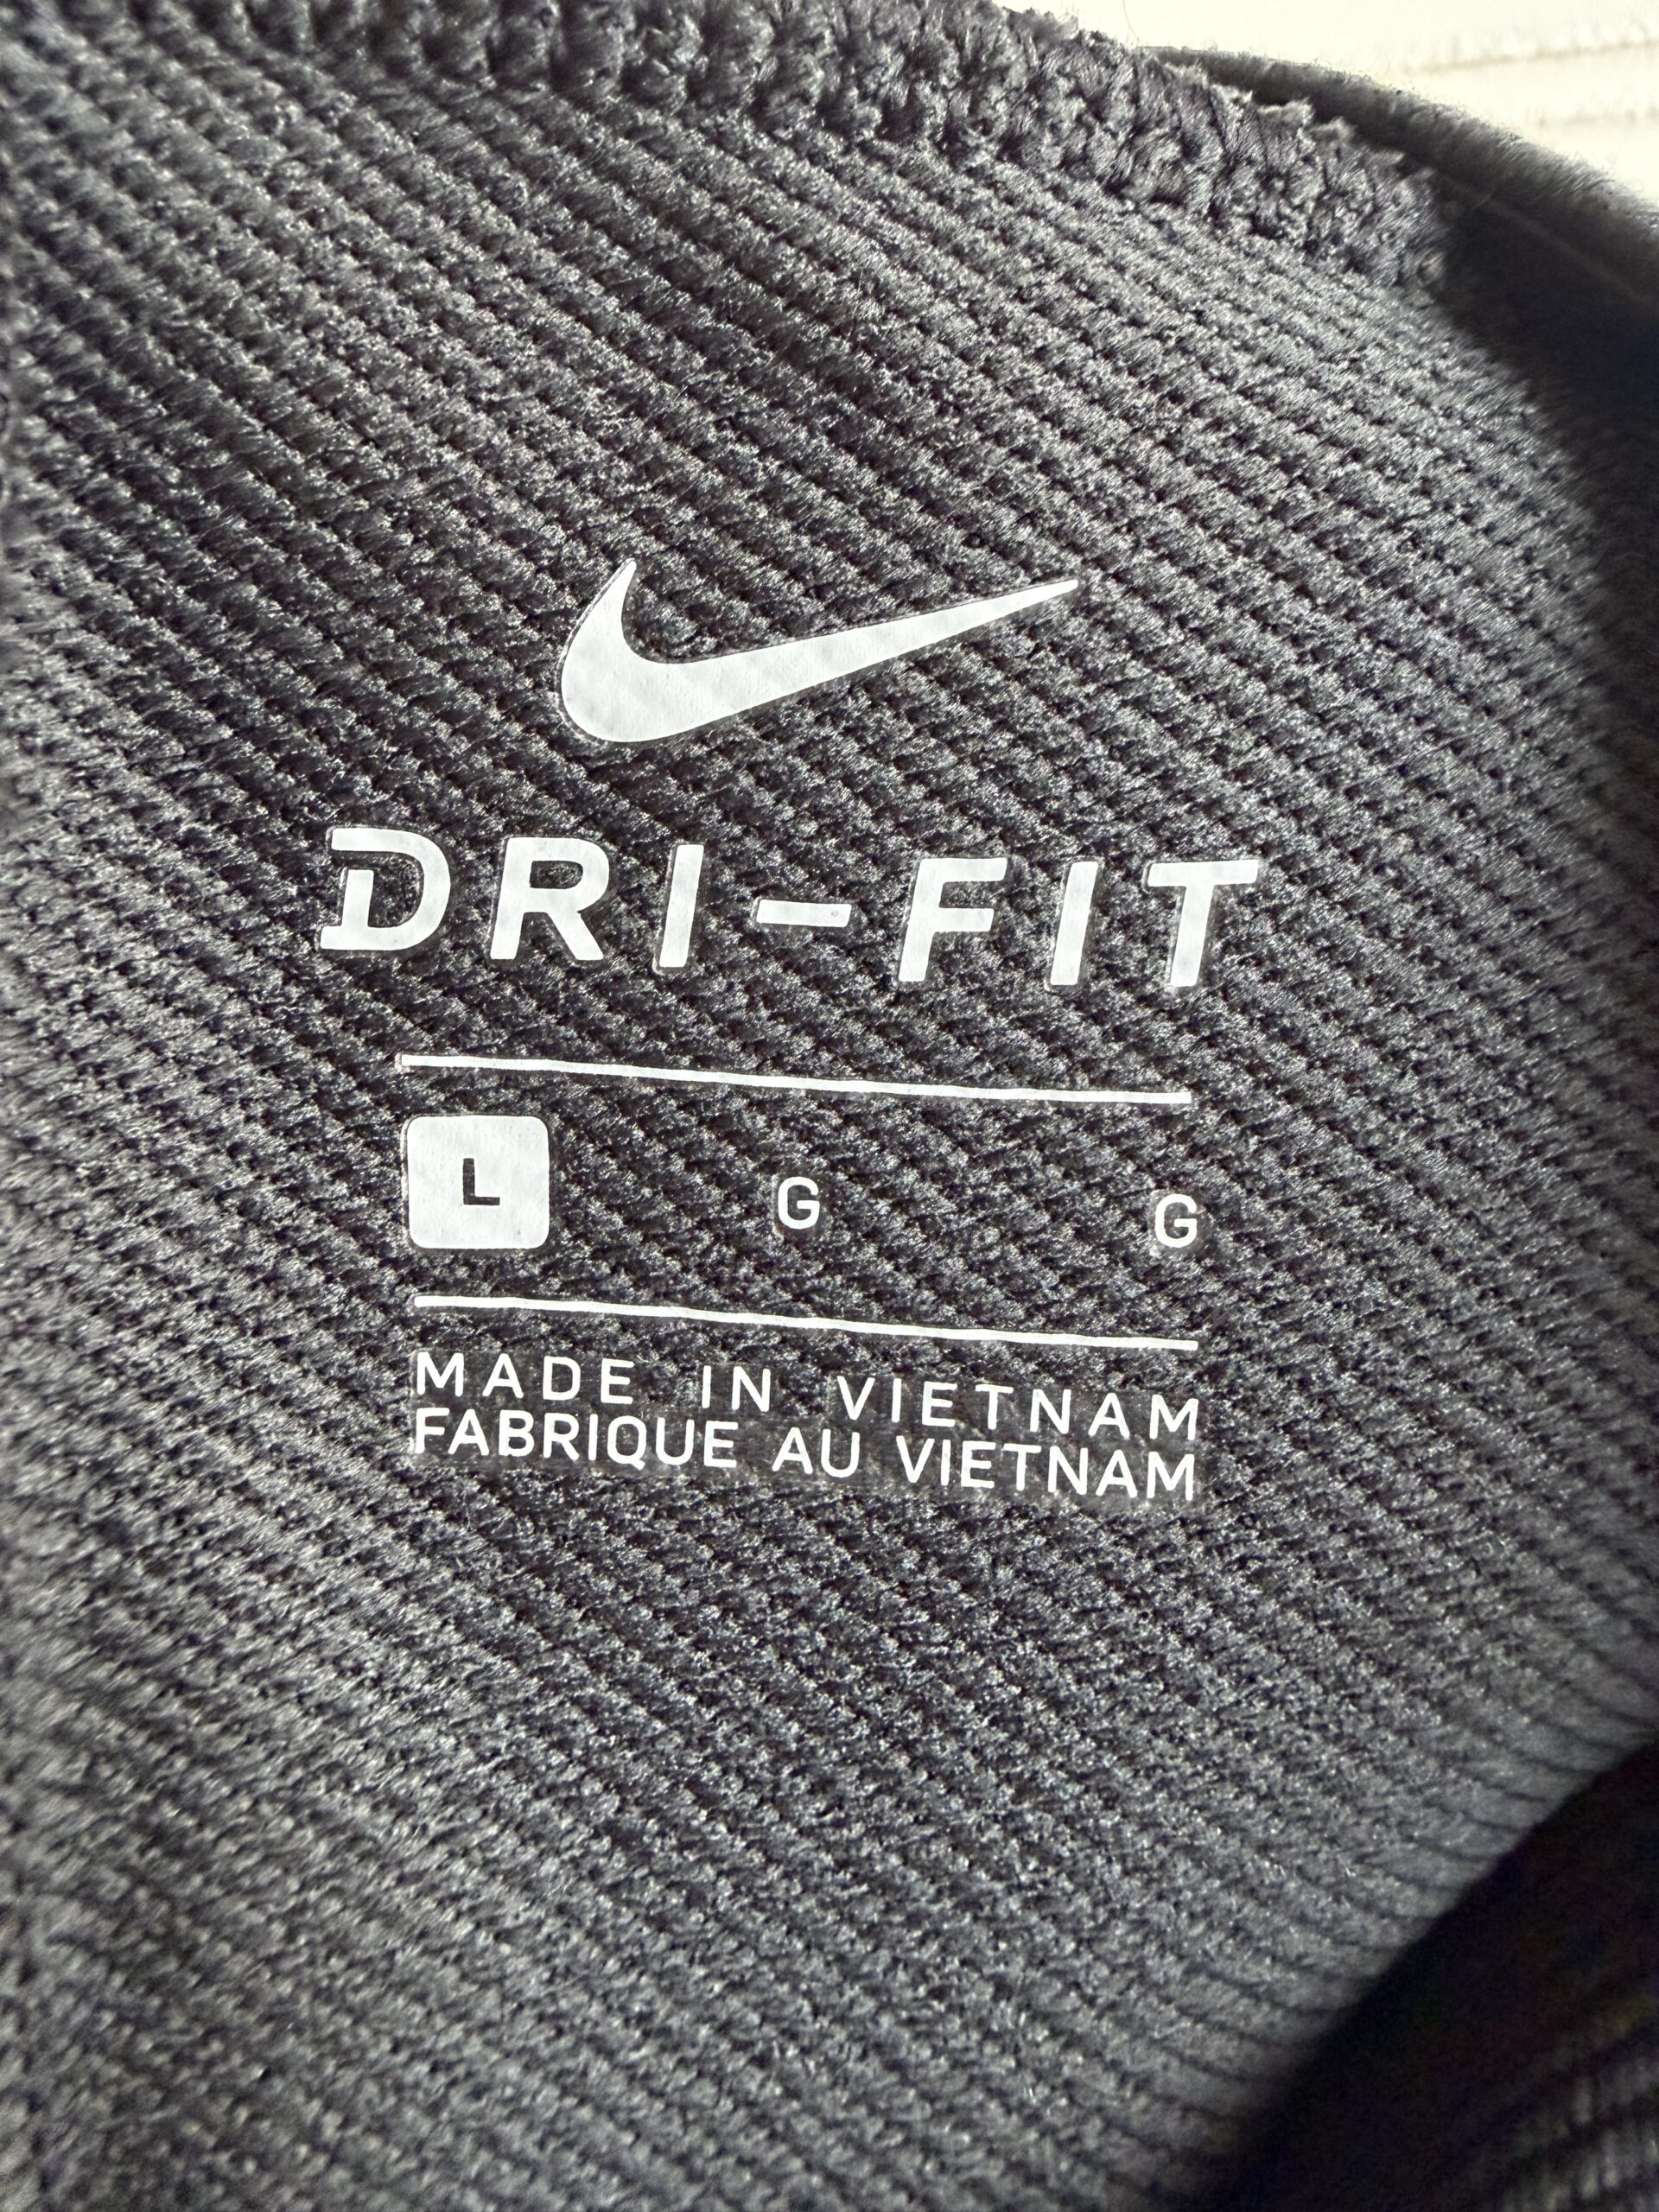 DRI-FIT
L G G
MADE IN VIETNAM
FABRIQUE AU VIETNAM